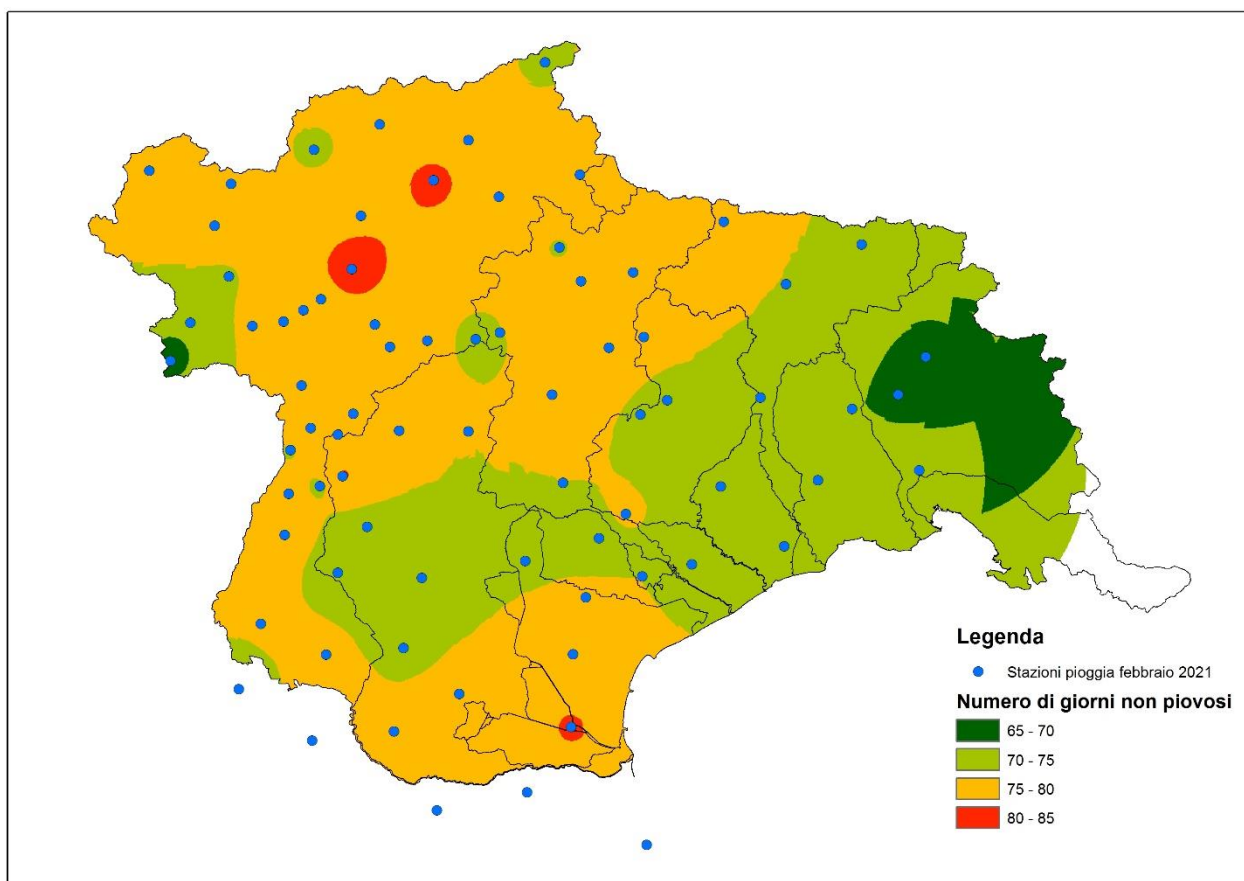 Legenda
Stazioni pioggia febbraio 2021
Numero di giorni non piovosi
65 - 70
70 - 75
75 - 80
80 - 85